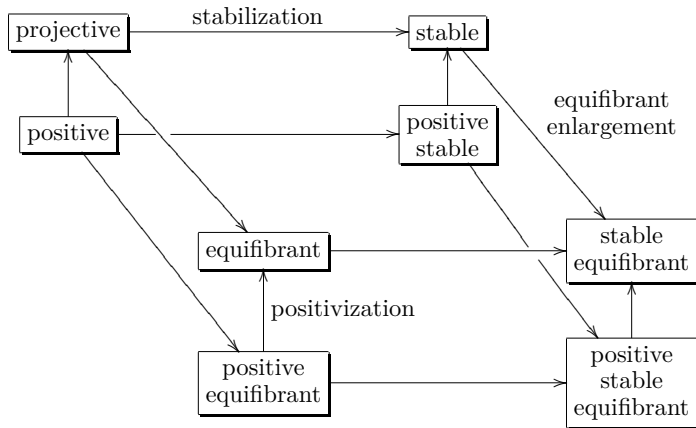 stabilization
projective
stable
positive
positive
stable
equifibrant
enlargement
equifibrant
stable
equifibrant
positivization
positive
equifibrant
positive
stable
equifibrant